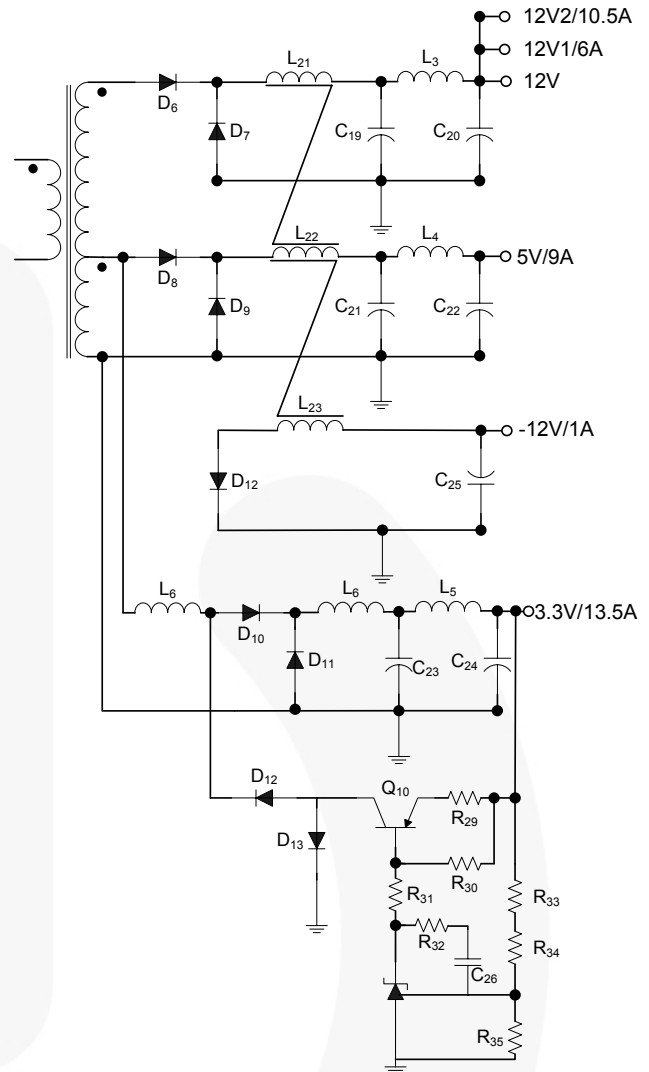 12V2/10.5A
L21
L3
12V1/6A
12V
D6
D7
C19
C20
L22
L4
5V/9A
D8
D9
C21
C22
L23
-12V/1A
D12
C25
L6
L6
L5
3.3V/13.5A
D10
D11
C23
C24
D12
Q10
D13
R29
R30
R31
R33
R32
R34
C26
R35